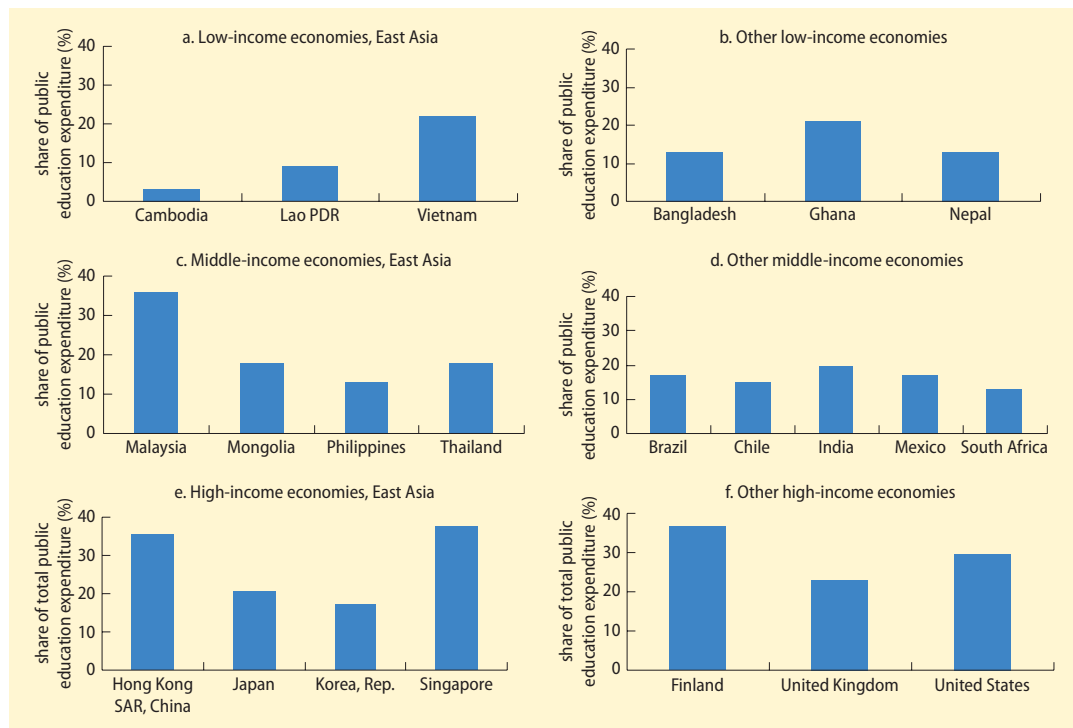 a. Low-income economies, East Asia
share of public
education expenditure (%)
40
30
20
10
0
Cambodia
Lao PDR
Vietnam
b. Other low-income economies
share of public
education expenditure (%)
40
30
20
10
0
Bangladesh
Ghana
Nepal
c. Middle-income economies, East Asia
share of public
education expenditure (%)
40
30
20
10
0
Malaysia
Mongolia
Philippines
Thailand
d. Other middle-income economies
share of public
education expenditure (%)
40
30
20
10
0
Brazil
Chile
India
Mexico
South Africa
e. High-income economies, East Asia
share of total public
education expenditure (%)
40
30
20
10
0
Hong Kong
SAR, China
Japan
Korea, Rep.
Singapore
f. Other high-income economies
share of total public
education expenditure (%)
40
30
20
10
0
Finland
United Kingdom
United States